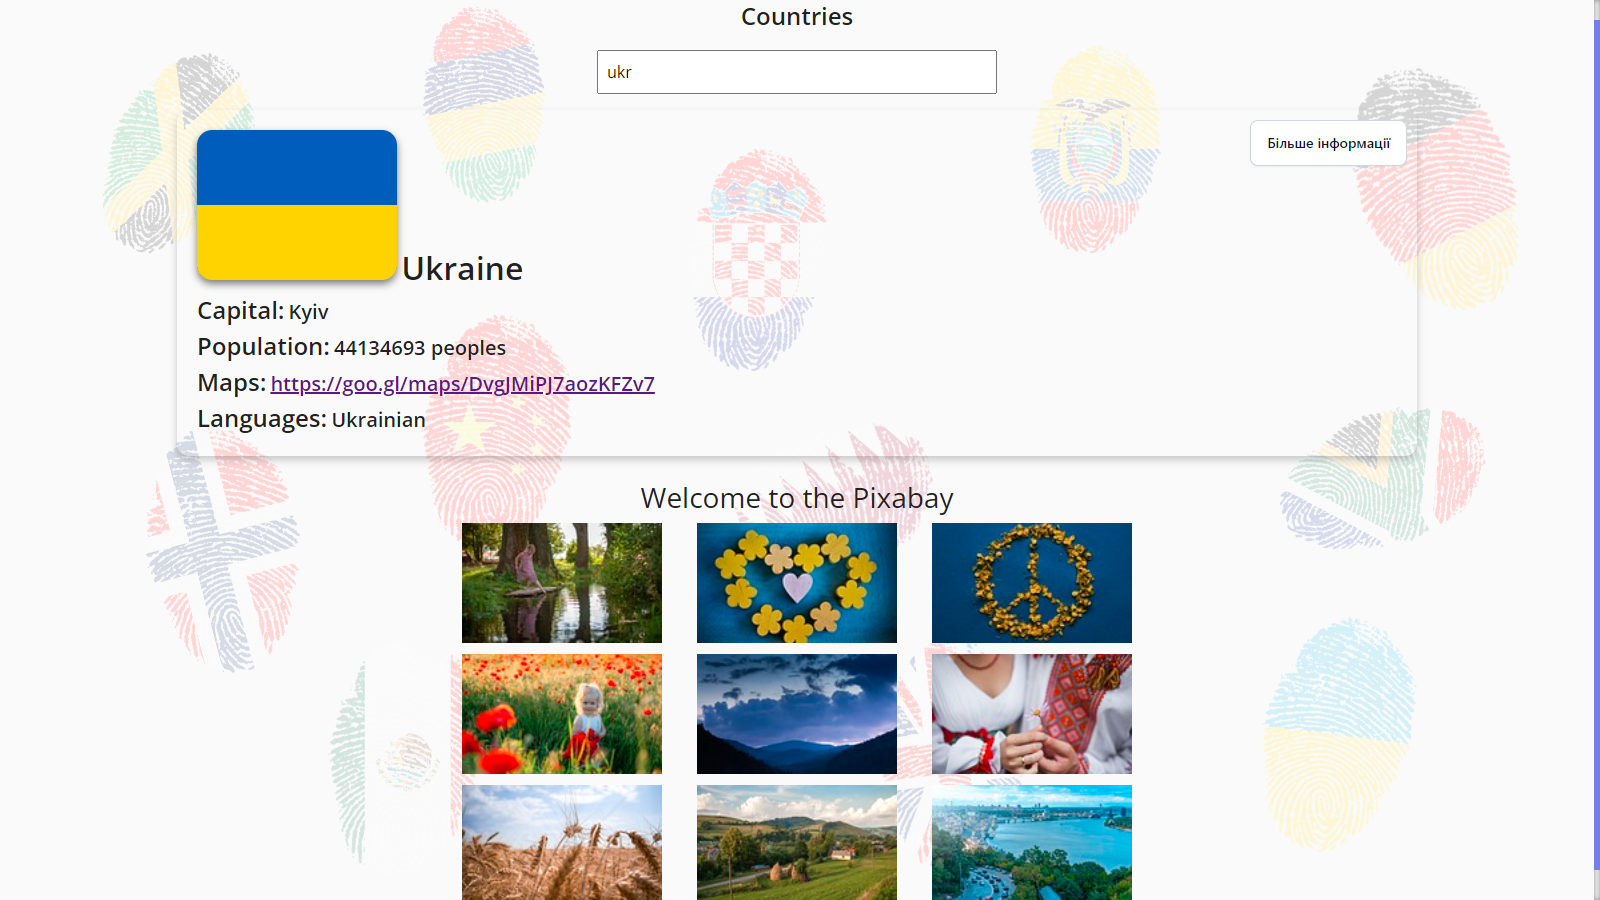 Countries
ukr
Більше інформації
Ukraine
Capital: Kyiv
Population: 44134693 peoples
Maps: https://goo.gl/maps/DvgJMiPJ7aozKFZv7
Languages: Ukrainian
Welcome to the Pixabay